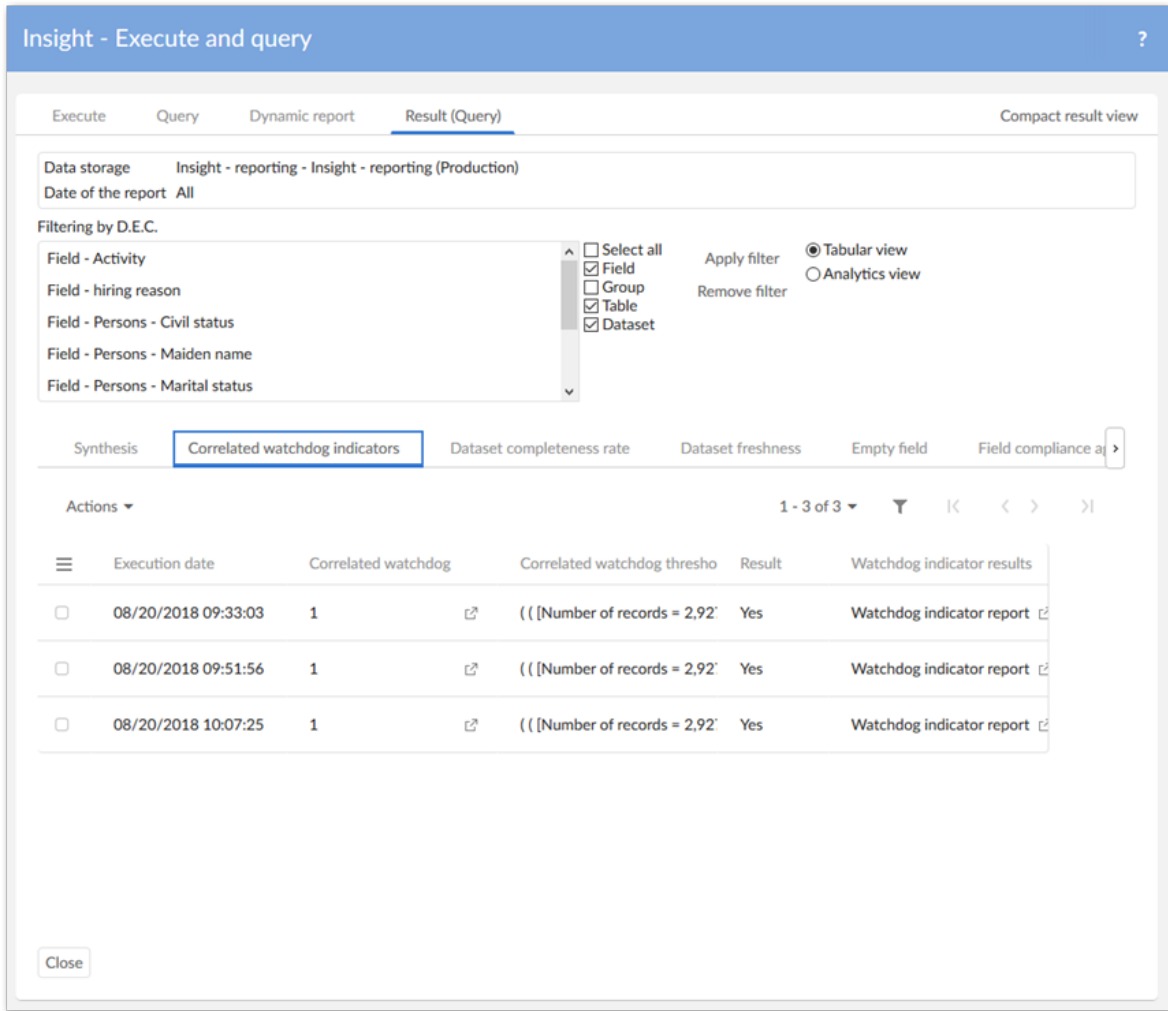 Insight - Execute and query ?
Execute Query Dynamic report Result (Query) Compact result view
Data storage Insight - reporting - Insight - reporting (Production)
Date of the report All
Filtering by D.E.C.
Field - Activity
Field - hiring reason
Field - Persons - Civil status
Field - Persons - Maiden name
Field - Persons - Marital status
Select all
Field
Group
Table
Dataset
Apply filter
Remove filter
Tabular view
Analytics view
Synthesis Correlated watchdog indicators Dataset completeness rate Dataset freshness Empty field Field compliance
Actions 1 - 3 of 3
Execution date Correlated watchdog Correlated watchdog thresho Result Watchdog indicator results
08/20/2018 09:33:03 1 ( ( [Number of records = 2,92 Yes Watchdog indicator report
08/20/2018 09:51:56 1 ( ( [Number of records = 2,92 Yes Watchdog indicator report
08/20/2018 10:07:25 1 ( ( [Number of records = 2,92 Yes Watchdog indicator report
Close